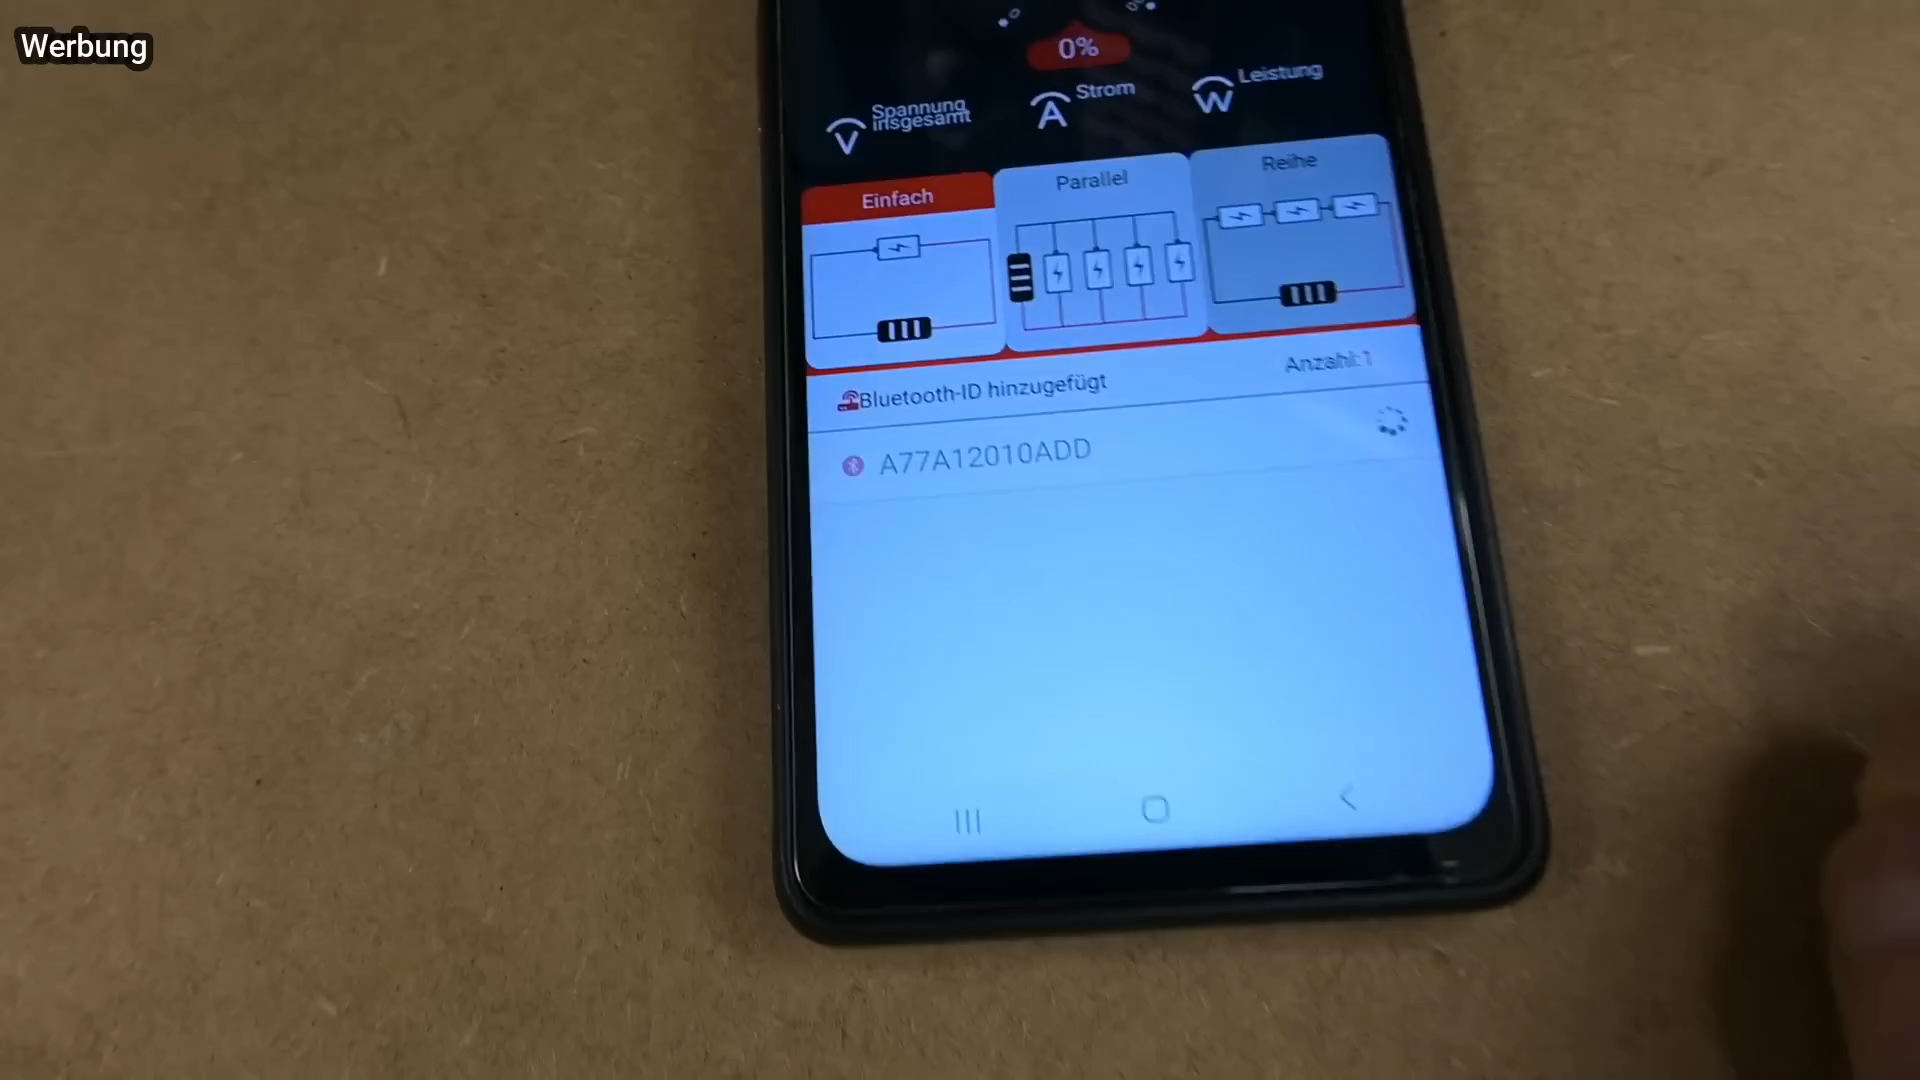 Werbung
0%
Spannung
insgesamt
Strom
Leistung
V
A
W
Einfach
Parallel
Reihe
Bluetooth-ID hinzugefügt
Anzahl:1
A77A12010ADD